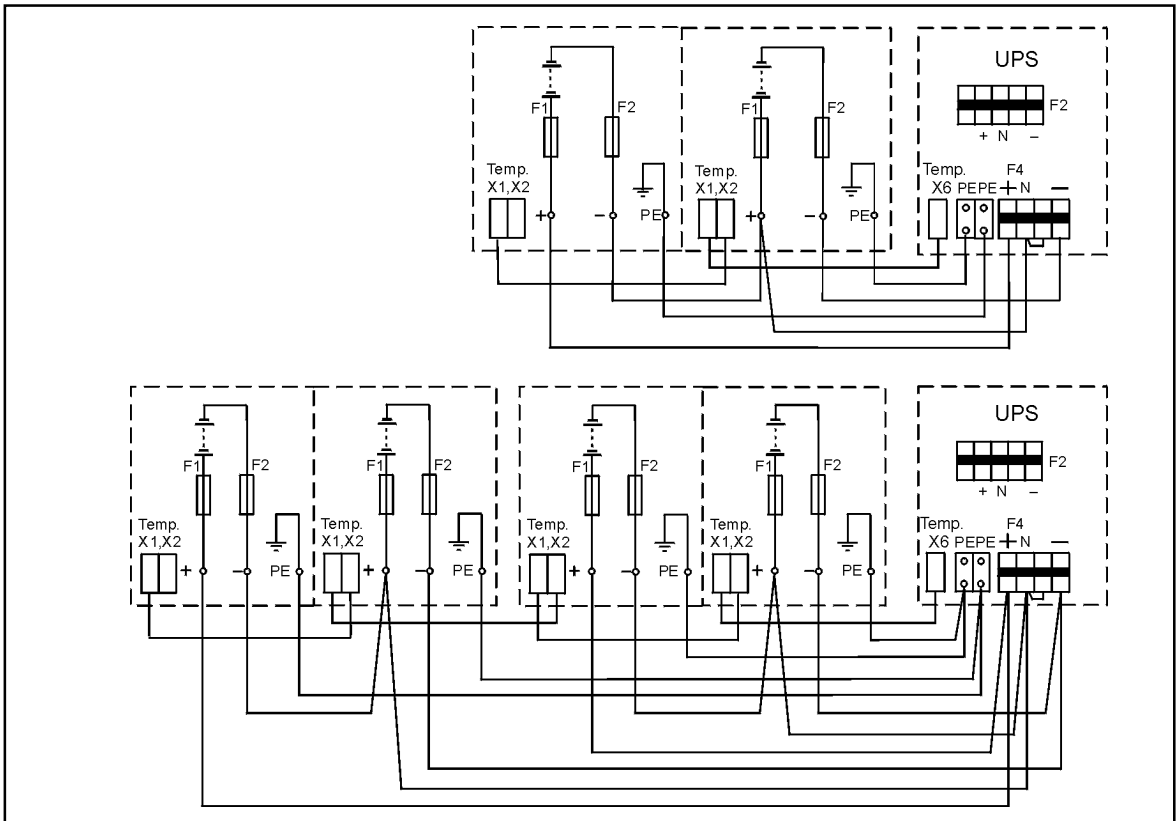 UPS
F2
+ N –
F1
F2
F1
F2
Temp.
X1,X2
+
–
PE
Temp.
X1,X2
+
–
PE
Temp.
X6
PE PE
F4
+ N –
UPS
F2
+ N –
F1
F2
F1
F2
F1
F2
F1
F2
Temp.
X1,X2
+
–
PE
Temp.
X1,X2
+
–
PE
Temp.
X1,X2
+
–
PE
Temp.
X1,X2
+
–
PE
Temp.
X6
PEPE
F4
+ N –